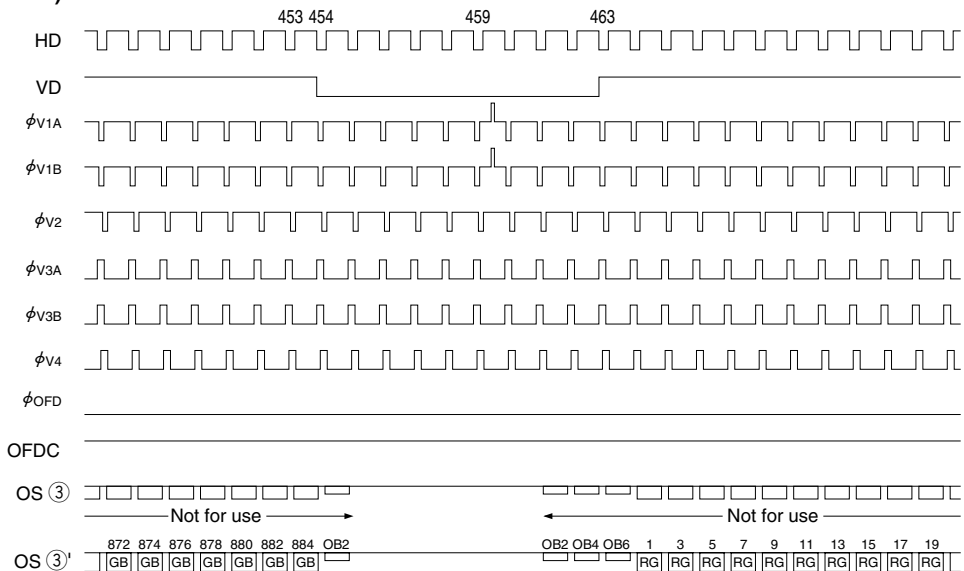 453 454 459 463
HD
VD
φV1A
φV1B
φV2
φV3A
φV3B
φV4
φOFD
OFDC
OS ③
Not for use Not for use
872 874 876 878 880 882 884 OB2 OB2 OB4 OB6 1 3 5 7 9 11 13 15 17 19
OS ③' GB GB GB GB GB GB GB RG RG RG RG RG RG RG RG RG RG